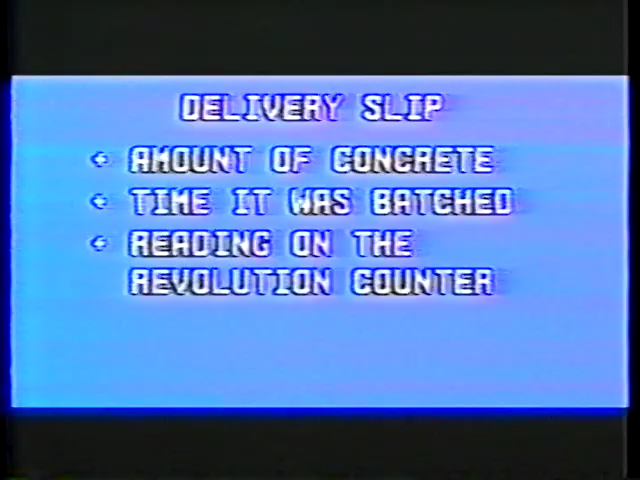 DELIVERY SLIP
+ AMOUNT OF CONCRETE
+ TIME IT WAS BATCHED
+ READING ON THE
REVOLUTION COUNTER